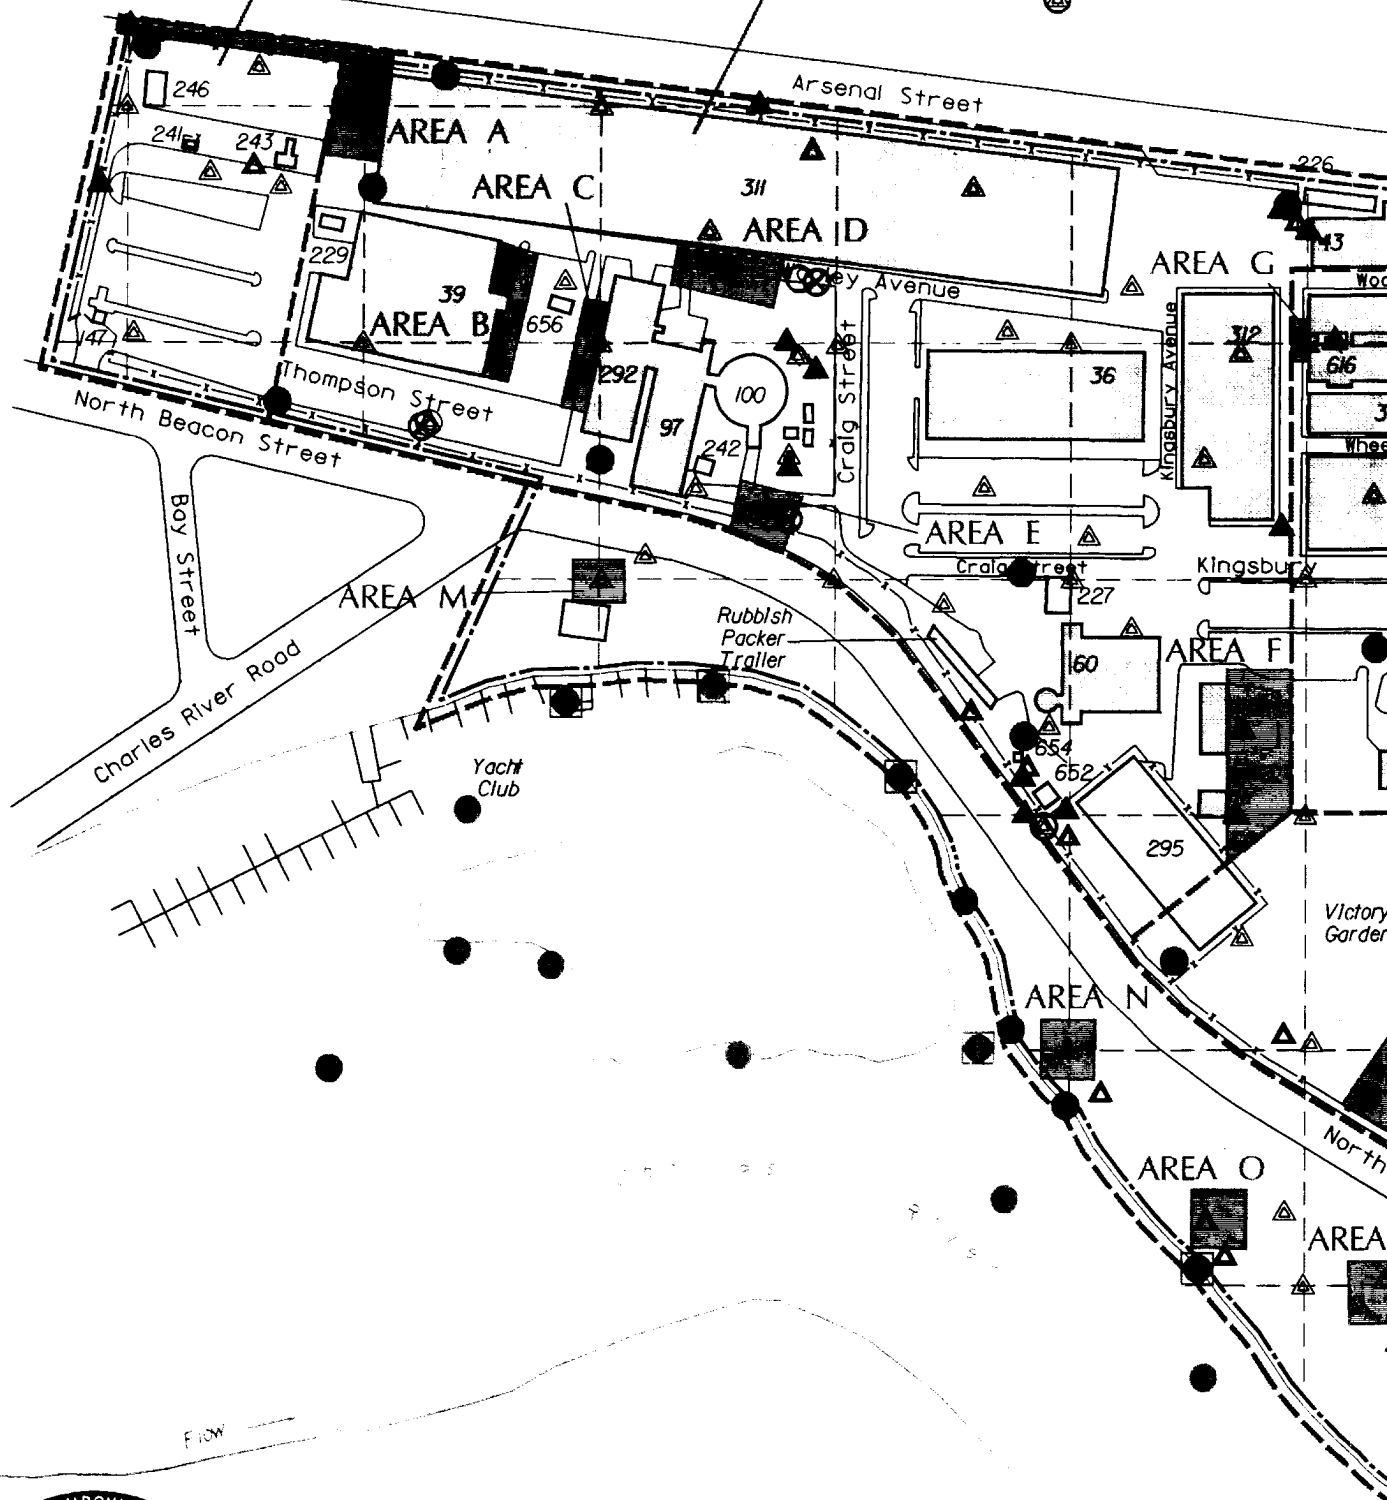 Arsenal Street
226
246
AREA A
241
243
AREA C
311
AREA D
43
229
AREA G
Avenue
39
AREA B
656
147
Craig Street
Kingsbury Avenue
312
616
292
100
36
Thompson Street
North Beacon Street
97
242
Bay Street
AREA E
Craig Street
Kingsbury
AREA M
227
Rubbish
Packer
Trailer
60
AREA F
Charles River Road
654
652
Yacht
Club
295
Victory
AREA N
North
AREA O
AREA
Flow